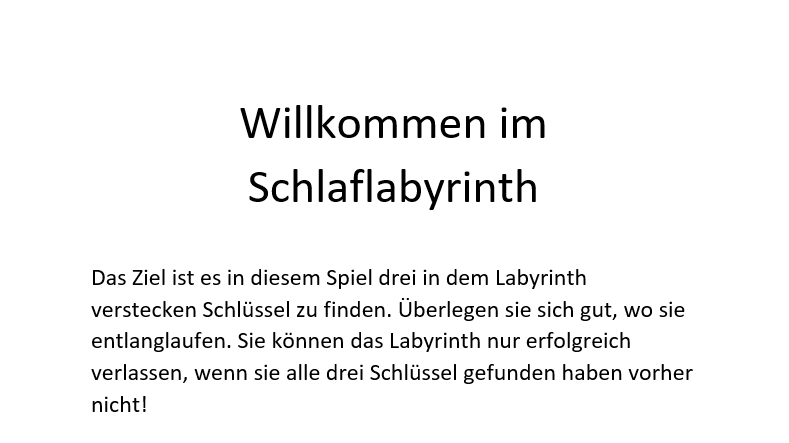 Willkommen im
Schlaflabyrinth
Das Ziel ist es in diesem Spiel drei in dem Labyrinth
verstecken Schlüssel zu finden. Überlegen sie sich gut, wo sie
entlanglaufen. Sie können das Labyrinth nur erfolgreich
verlassen, wenn sie alle drei Schlüssel gefunden haben vorher
nicht!